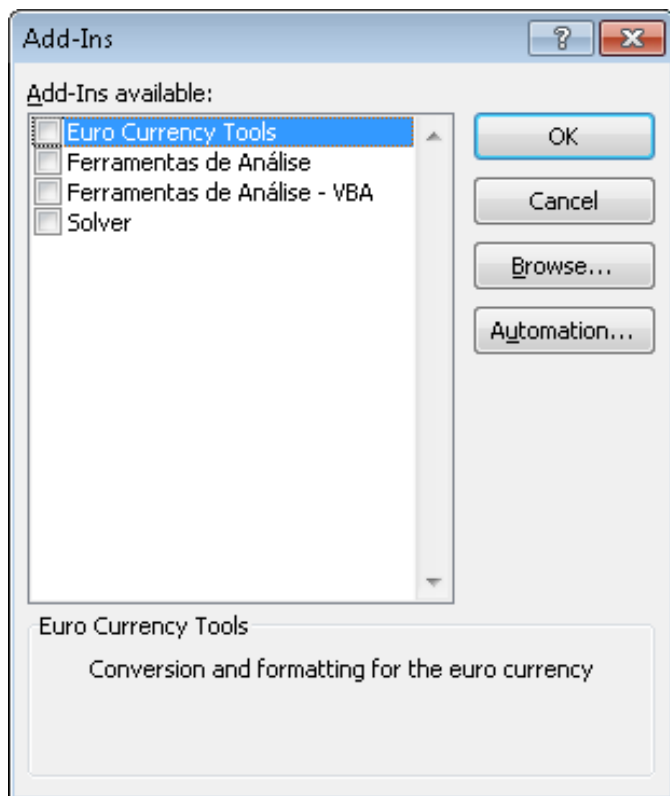 Add-Ins
Add-Ins available:
Euro Currency Tools
Ferramentas de Análise
Ferramentas de Análise - VBA
Solver
OK
Cancel
Browse...
Automation...
Euro Currency Tools
Conversion and formatting for the euro currency